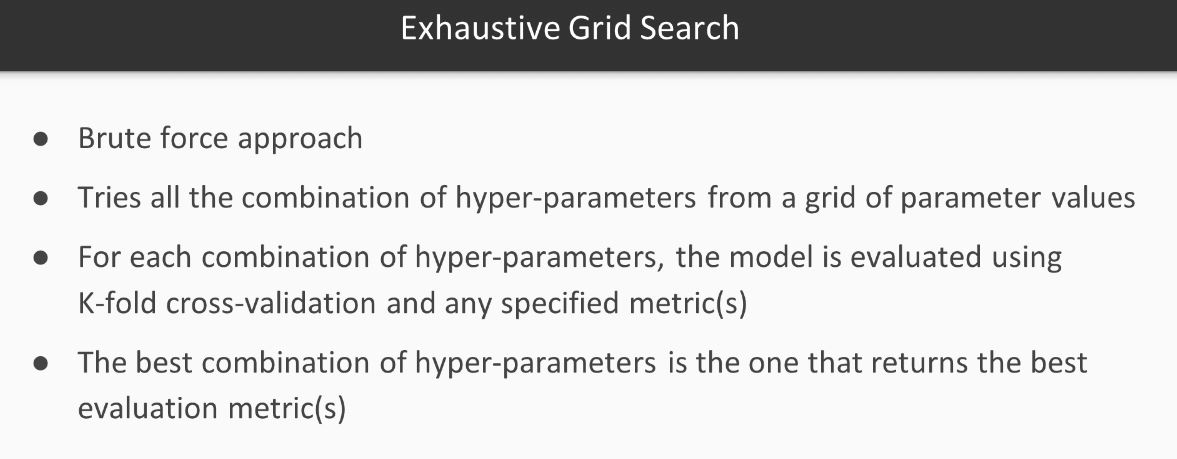 Exhaustive Grid Search
● Brute force approach
● Tries all the combination of hyper-parameters from a grid of parameter values
● For each combination of hyper-parameters, the model is evaluated using
K-fold cross-validation and any specified metric(s)
● The best combination of hyper-parameters is the one that returns the best
evaluation metric(s)